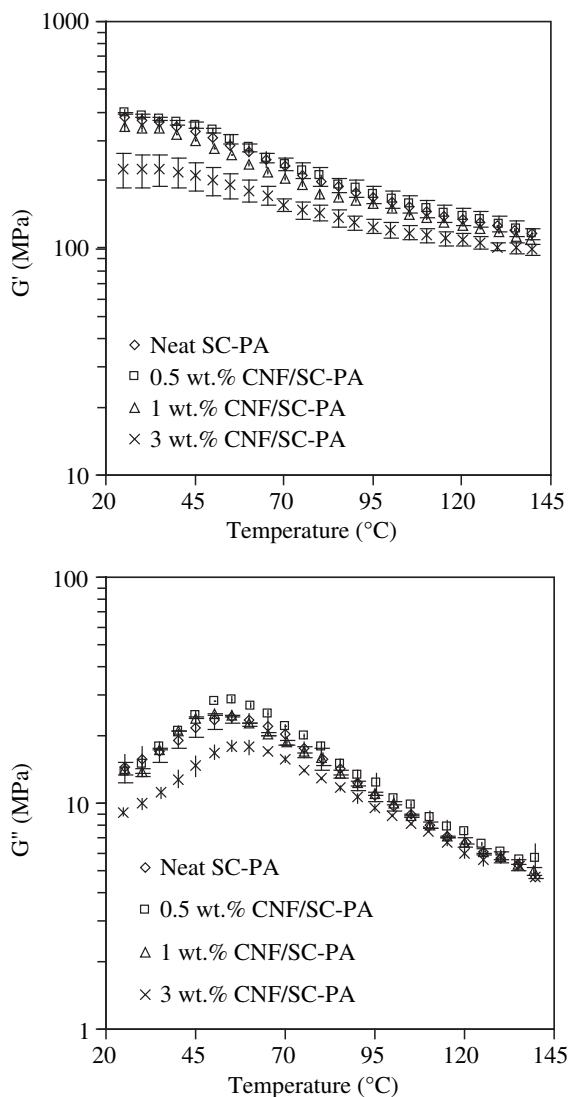 1000
100
10
G' (MPa)
Neat SC-PA
0.5 wt.% CNF/SC-PA
1 wt.% CNF/SC-PA
3 wt.% CNF/SC-PA
20 45 70 95 120 145
Temperature (°C)
100
10
1
G" (MPa)
Neat SC-PA
0.5 wt.% CNF/SC-PA
1 wt.% CNF/SC-PA
3 wt.% CNF/SC-PA
20 45 70 95 120 145
Temperature (°C)